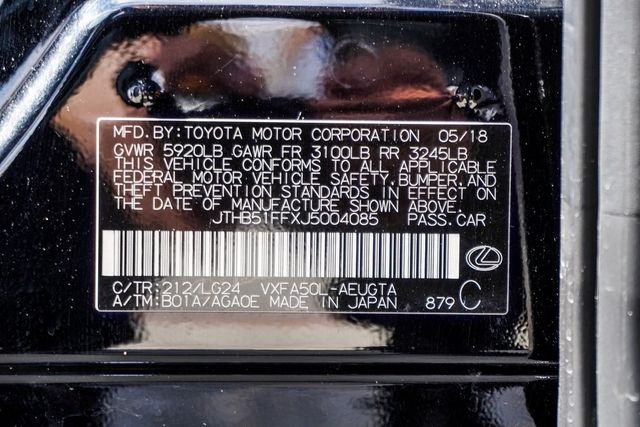 MFD.BY:TOYOTA MOTOR CORPORATION 05/18
GVWR 5920LB GAWR FR 3100LB RR 3245LB
THIS VEHICLE CONFORMS TO ALL APPLICABLE
FEDERAL MOTOR VEHICLE SAFETY,BUMPER,AND
THEFT PREVENTION STANDARDS IN EFFECT ON
THE DATE OF MANUFACTURE SHOWN ABOVE.
JTHB51FFXJ5004085 PASS.CAR
C/TR:212/LG24 VXFA50L-AEUGTA
A/TM:B01A/AGA0E MADE IN JAPAN 879 C